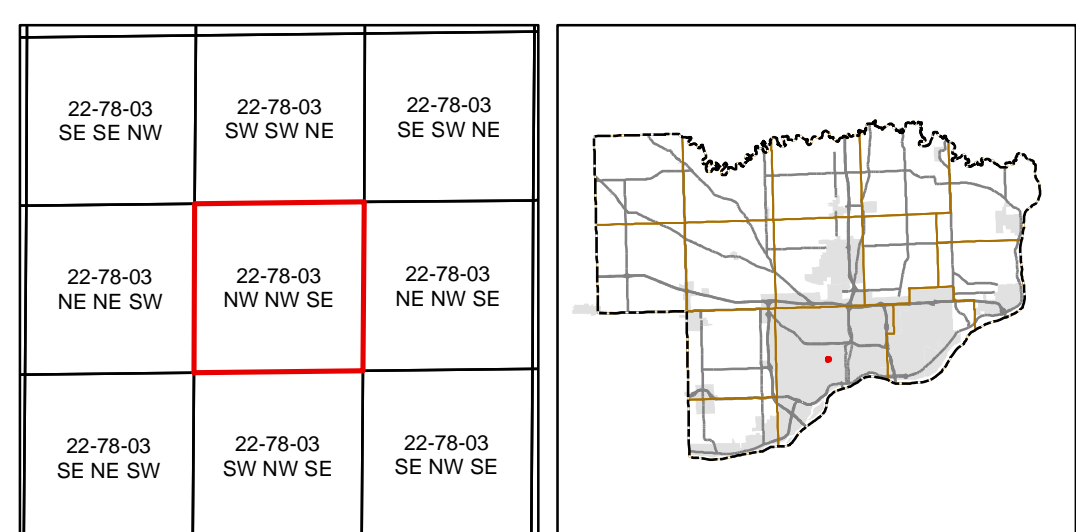 22-78-03
SE SE NW
22-78-03
SW SW NE
22-78-03
SE SW NE
22-78-03
NE NE SW
22-78-03
NW NW SE
22-78-03
NE NW SE
22-78-03
SE NE SW
22-78-03
SW NW SE
22-78-03
SE NW SE